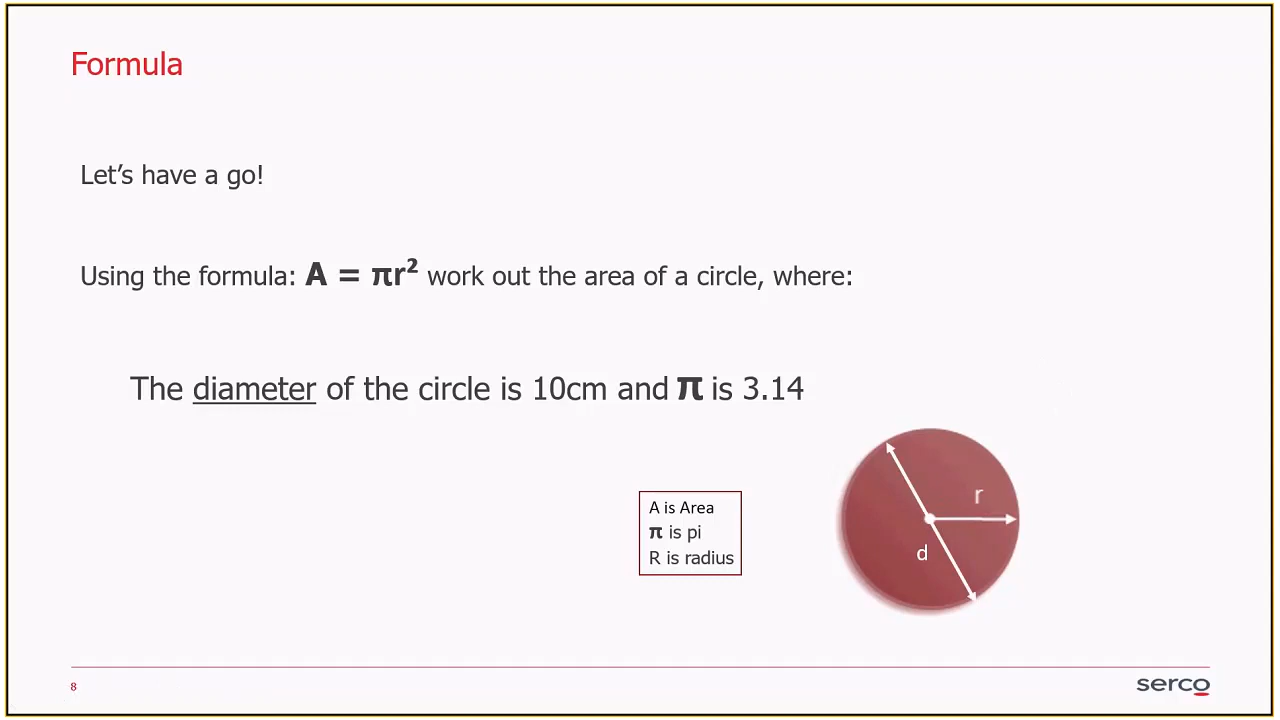 Formula
Let’s have a go!
Using the formula: A = πr² work out the area of a circle, where:
The diameter of the circle is 10cm and π is 3.14
A is Area
π is pi
R is radius
r
d
8
serco